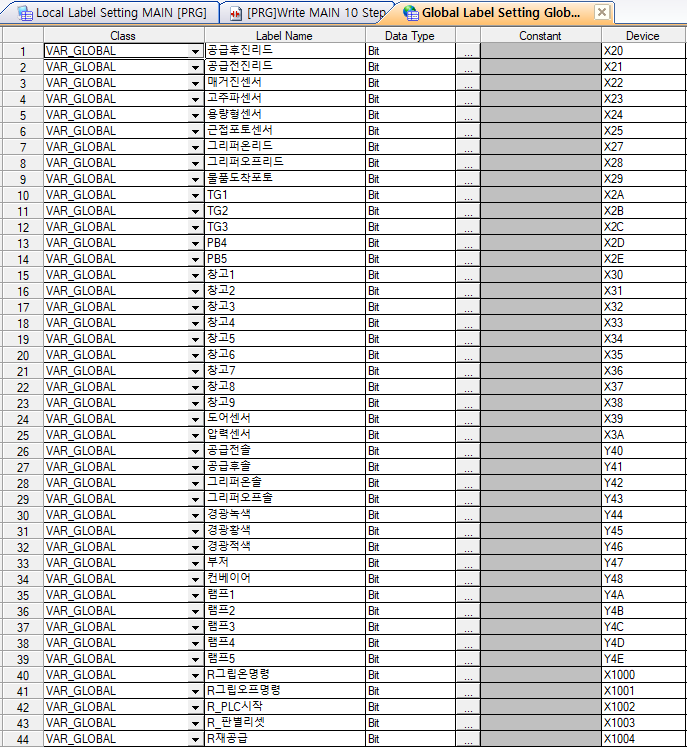 Local Label Setting MAIN [PRG] [PRG]Write MAIN 10 Step Global Label Setting Glob...
Class Label Name Data Type Constant Device
1 VAR_GLOBAL 공급후진리드 Bit ... X20
2 VAR_GLOBAL 공급전진리드 Bit ... X21
3 VAR_GLOBAL 매거진센서 Bit ... X22
4 VAR_GLOBAL 고주파센서 Bit ... X23
5 VAR_GLOBAL 용량형센서 Bit ... X24
6 VAR_GLOBAL 근접포토센서 Bit ... X25
7 VAR_GLOBAL 그리퍼온리드 Bit ... X27
8 VAR_GLOBAL 그리퍼오프리드 Bit ... X28
9 VAR_GLOBAL 물품도착포토 Bit ... X29
10 VAR_GLOBAL TG1 Bit ... X2A
11 VAR_GLOBAL TG2 Bit ... X2B
12 VAR_GLOBAL TG3 Bit ... X2C
13 VAR_GLOBAL PB4 Bit ... X2D
14 VAR_GLOBAL PB5 Bit ... X2E
15 VAR_GLOBAL 창고1 Bit ... X30
16 VAR_GLOBAL 창고2 Bit ... X31
17 VAR_GLOBAL 창고3 Bit ... X32
18 VAR_GLOBAL 창고4 Bit ... X33
19 VAR_GLOBAL 창고5 Bit ... X34
20 VAR_GLOBAL 창고6 Bit ... X35
21 VAR_GLOBAL 창고7 Bit ... X36
22 VAR_GLOBAL 창고8 Bit ... X37
23 VAR_GLOBAL 창고9 Bit ... X38
24 VAR_GLOBAL 도어센서 Bit ... X39
25 VAR_GLOBAL 압력센서 Bit ... X3A
26 VAR_GLOBAL 공급전솔 Bit ... Y40
27 VAR_GLOBAL 공급후솔 Bit ... Y41
28 VAR_GLOBAL 그리퍼온솔 Bit ... Y42
29 VAR_GLOBAL 그리퍼오프솔 Bit ... Y43
30 VAR_GLOBAL 경광녹색 Bit ... Y44
31 VAR_GLOBAL 경광황색 Bit ... Y45
32 VAR_GLOBAL 경광적색 Bit ... Y46
33 VAR_GLOBAL 부저 Bit ... Y47
34 VAR_GLOBAL 컨베이어 Bit ... Y48
35 VAR_GLOBAL 램프1 Bit ... Y4A
36 VAR_GLOBAL 램프2 Bit ... Y4B
37 VAR_GLOBAL 램프3 Bit ... Y4C
38 VAR_GLOBAL 램프4 Bit ... Y4D
39 VAR_GLOBAL 램프5 Bit ... Y4E
40 VAR_GLOBAL R그립온명령 Bit ... X1000
41 VAR_GLOBAL R그립오프명령 Bit ... X1001
42 VAR_GLOBAL R_PLC시작 Bit ... X1002
43 VAR_GLOBAL R_판별리셋 Bit ... X1003
44 VAR_GLOBAL R재공급 Bit ... X1004